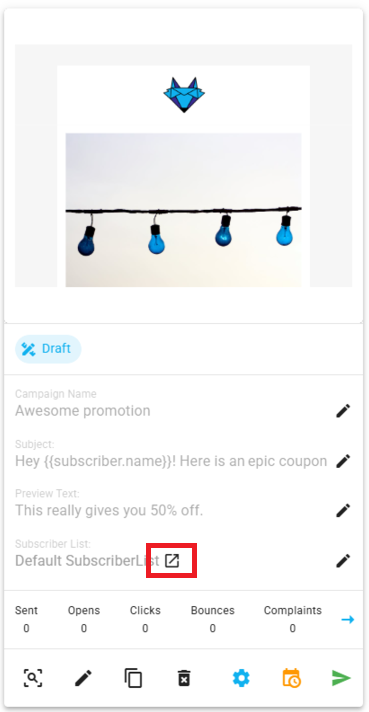 Draft
Campaign Name
Awesome promotion
Subject:
Hey {{subscriber.name}}! Here is an epic coupon
Preview Text:
This really gives you 50% off.
Subscriber List:
Default SubscriberList
Sent Opens Clicks Bounces Complaints
0 0 0 0 0